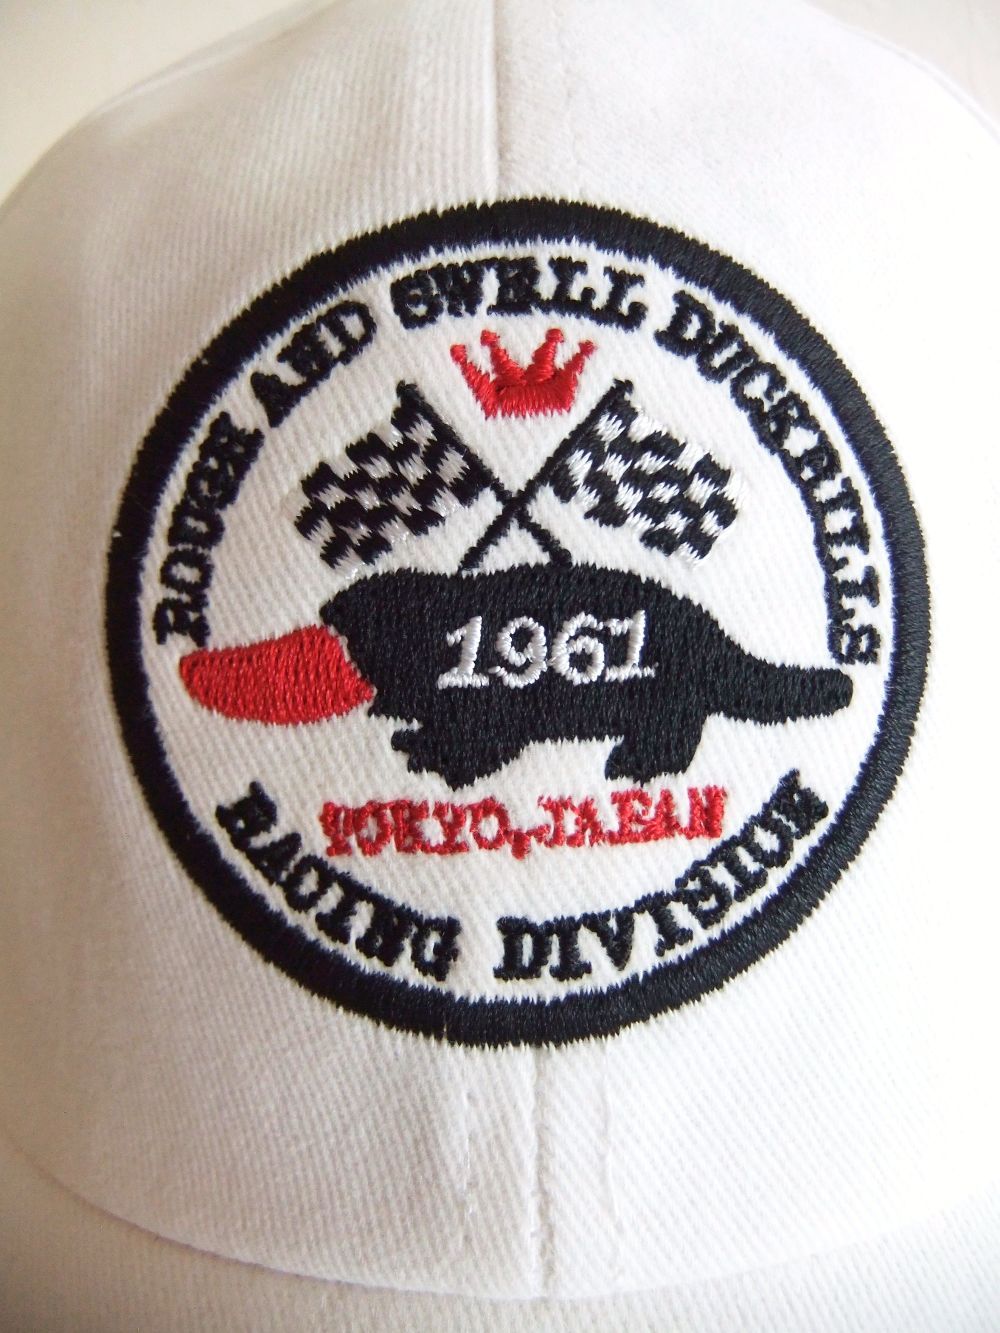 ROUGH AND SWELL DUCKBILLS
1961
TOKYO, JAPAN
RACING DIVISION